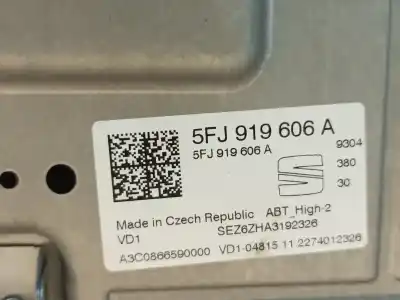 5FJ 919 606 A
5FJ 919 606 A
9304
380
30
Made in Czech Republic ABT_High-2
VD1 SEZ6ZHA3192326
A3C0866590000 VD1-04815 11.2274012326